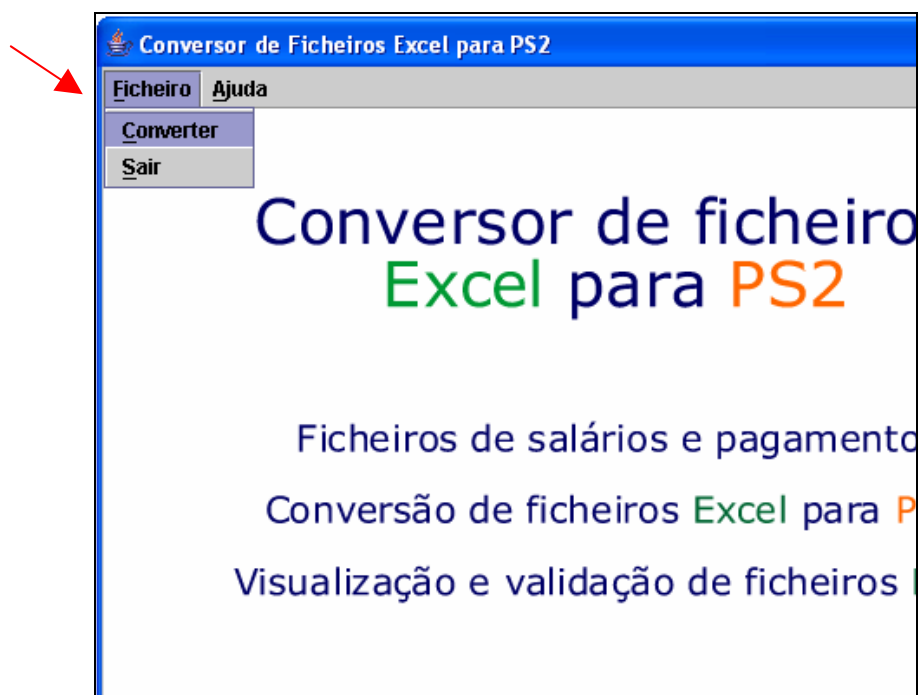 Conversor de Ficheiros Excel para PS2
Ficheiro Ajuda
Converter
Sair
Conversor de ficheiro
Excel para PS2
Ficheiros de salários e pagamento
Conversão de ficheiros Excel para P
Visualização e validação de ficheiros